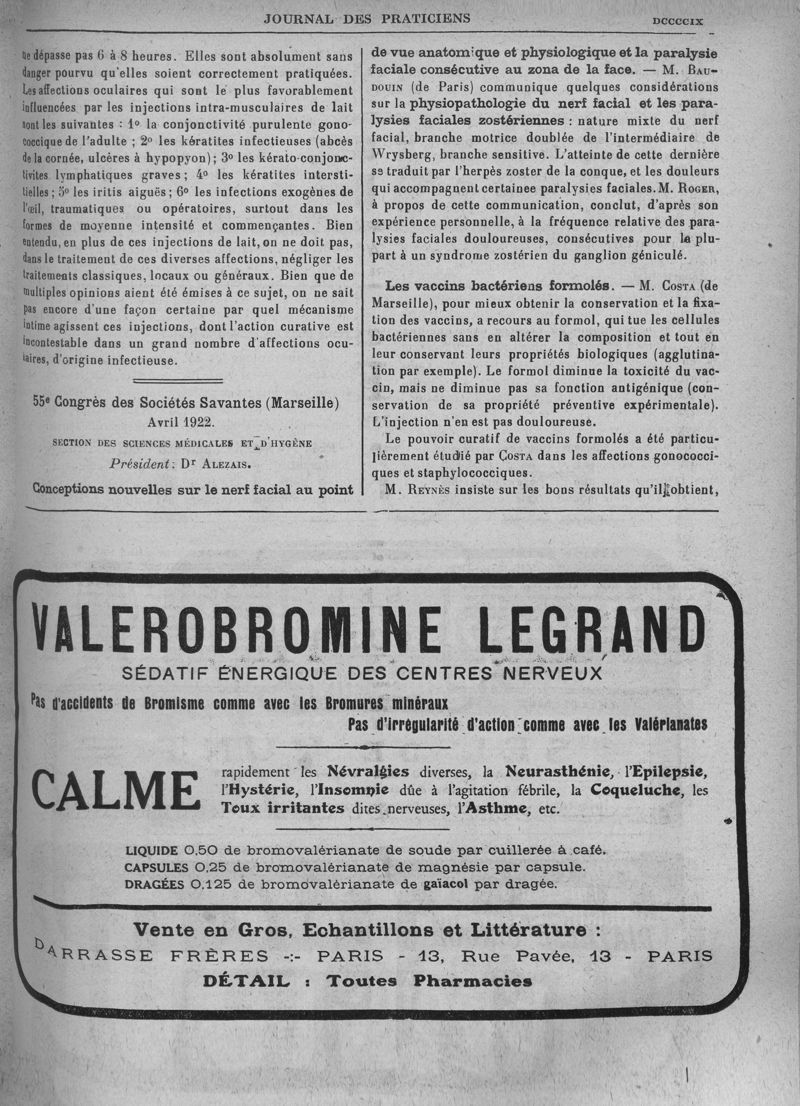 JOURNAL DES PRATICIENS
DCCCCIX
ne dépasse pas 6 à 8 heures. Elles sont absolument sans
danger pourvu qu'elles soient correctement pratiquées.
Les affections oculaires qui sont le plus favorablement
influencées par les injections intra-musculaires de lait
sont les suivantes : 1º la conjonctivité purulente gono-
coccique de l'adulte ; 2º les kératites infectieuses (abcès
de la cornée, ulcères à hypopyon) ; 3º les kérato-conjonc-
tivites lymphatiques graves ; 4º les kératites intersti-
tielles ; 5º les iritis aiguës ; 6º les infections exogènes de
l'œil, traumatiques ou opératoires, surtout dans les
formes de moyenne intensité et commençantes. Bien
entendu, en plus de ces injections de lait, on ne doit pas,
dans le traitement de ces diverses affections, négliger les
traitements classiques, locaux ou généraux. Bien que de
multiples opinions aient été émises à ce sujet, on ne sait
pas encore d'une façon certaine par quel mécanisme
intime agissent ces injections, dont l'action curative est
incontestable dans un grand nombre d'affections ocu-
laires, d'origine infectieuse.
55e Congrès des Sociétés Savantes (Marseille)
Avril 1922.
SECTION DES SCIENCES MÉDICALES ET D'HYGÈNE
Président : Dr ALEZAIS.
Conceptions nouvelles sur le nerf facial au point
de vue anatomique et physiologique et la paralysie
faciale consécutive au zona de la face. — M. BAU-
DOUIN (de Paris) communique quelques considérations
sur la physiopathologie du nerf facial et les para-
lysies faciales zostériennes : nature mixte du nerf
facial, branche motrice doublée de l'intermédiaire de
Wrysberg, branche sensitive. L'atteinte de cette dernière
se traduit par l'herpès zoster de la conque, et les douleurs
qui accompagnent certainee paralysies faciales. M. ROGER,
à propos de cette communication, conclut, d'après son
expérience personnelle, à la fréquence relative des para-
lysies faciales douloureuses, consécutives pour la plu-
part à un syndrome zostérien du ganglion géniculé.
Les vaccins bactériens formolés. — M. COSTA (de
Marseille), pour mieux obtenir la conservation et la fixa-
tion des vaccins, a recours au formol, qui tue les cellules
bactériennes sans en altérer la composition et tout en
leur conservant leurs propriétés biologiques (agglutina-
tion par exemple). Le formol diminue la toxicité du vac-
cin, mais ne diminue pas sa fonction antigénique (con-
servation de sa propriété préventive expérimentale).
L'injection n'en est pas douloureuse.
Le pouvoir curatif de vaccins formolés a été particu-
lièrement étudié par COSTA dans les affections gonococci-
ques et staphylococciques.
M. REYNÈS insiste sur les bons résultats qu'il obtient,
VALEROBROMINE LEGRAND
SÉDATIF ÉNERGIQUE DES CENTRES NERVEUX
Pas d'accidents de Bromisme comme avec les Bromures minéraux
Pas d'irrégularité d'action comme avec les Valérianates
CALME
rapidement les Névralgies diverses, la Neurasthénie, l'Epilepsie,
l'Hystérie, l'Insomnie dûe à l'agitation fébrile, la Coqueluche, les
Toux irritantes dites nerveuses, l'Asthme, etc.
LIQUIDE 0,50 de bromovalérianate de soude par cuillerée à café.
CAPSULES 0,25 de bromovalérianate de magnésie par capsule.
DRAGÉES 0,125 de bromovalérianate de gaïacol par dragée.
Vente en Gros, Echantillons et Littérature :
DARRASSE FRÈRES -:- PARIS - 13, Rue Pavée, 13 - PARIS
DÉTAIL : Toutes Pharmacies